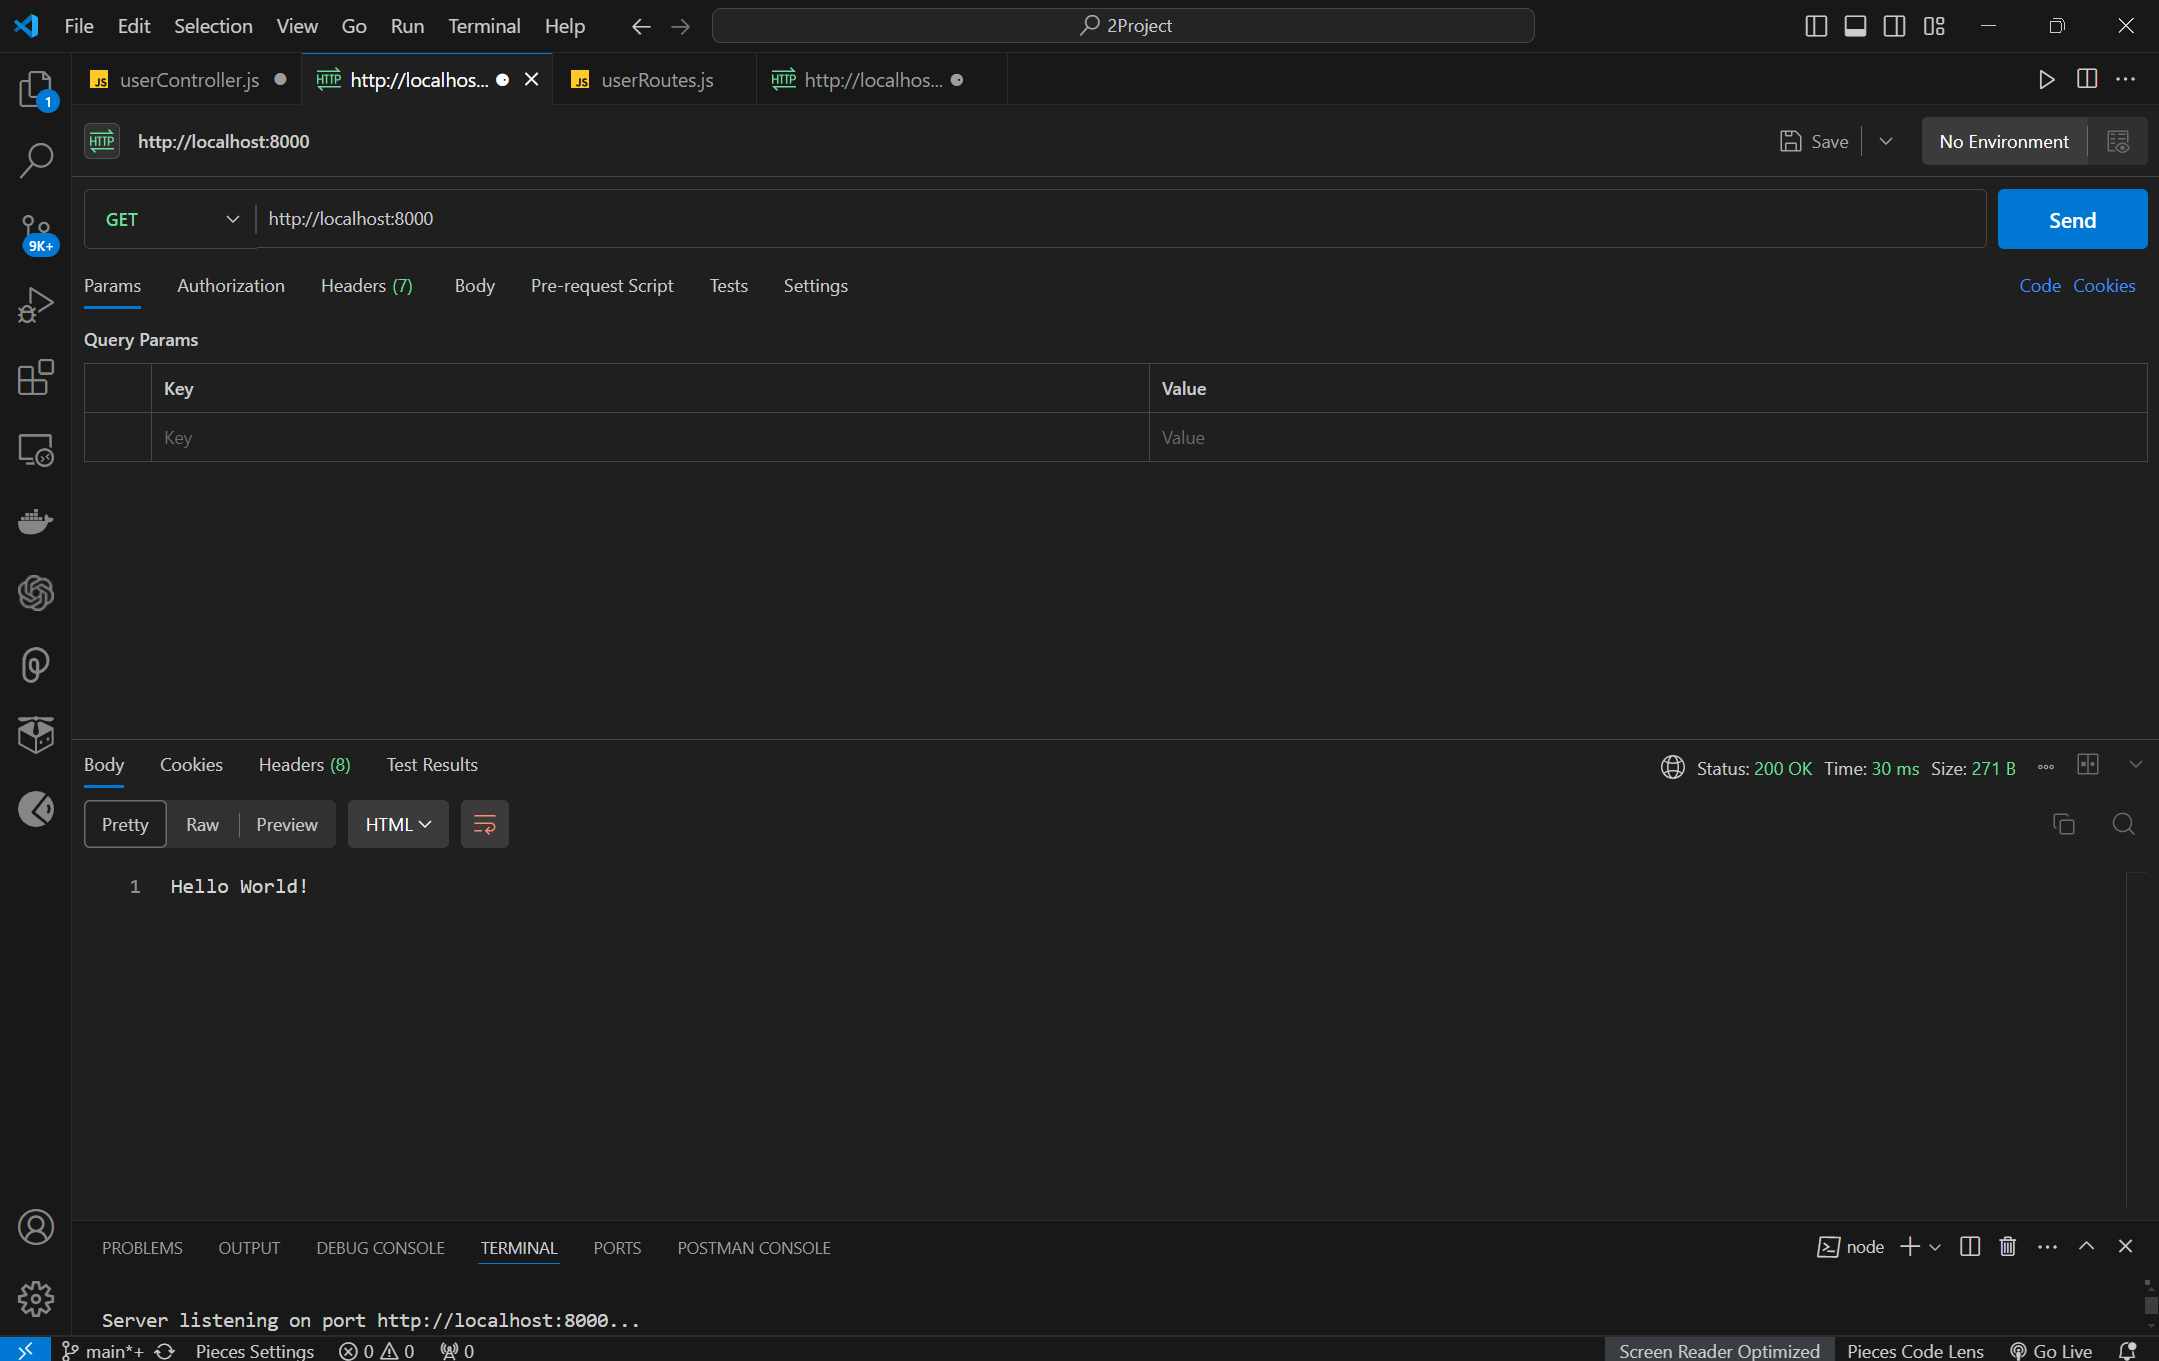 File Edit Selection View Go Run Terminal Help 2Project
userController.js http://localhos... userRoutes.js http://localhos...
1
HTTP http://localhost:8000 Save No Environment
GET http://localhost:8000 Send
9K+
Params Authorization Headers (7) Body Pre-request Script Tests Settings Code Cookies
Query Params
Key Value
Key Value
Body Cookies Headers (8) Test Results Status: 200 OK Time: 30 ms Size: 271 B
Pretty Raw Preview HTML
1 Hello World!
PROBLEMS OUTPUT DEBUG CONSOLE TERMINAL PORTS POSTMAN CONSOLE node
Server listening on port http://localhost:8000...
main*+ Pieces Settings 0 0 0 Screen Reader Optimized Pieces Code Lens Go Live